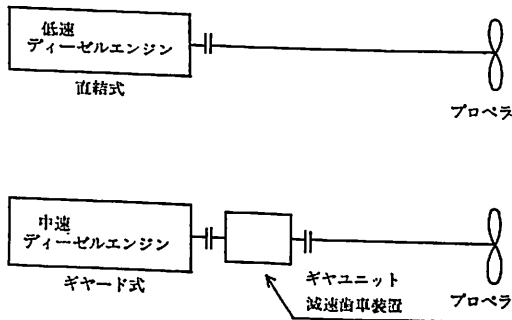 低速
ディーゼルエンジン
直結式
プロペラ
中速
ディーゼルエンジン
ギヤード式
ギヤユニット
減速歯車装置
プロペラ